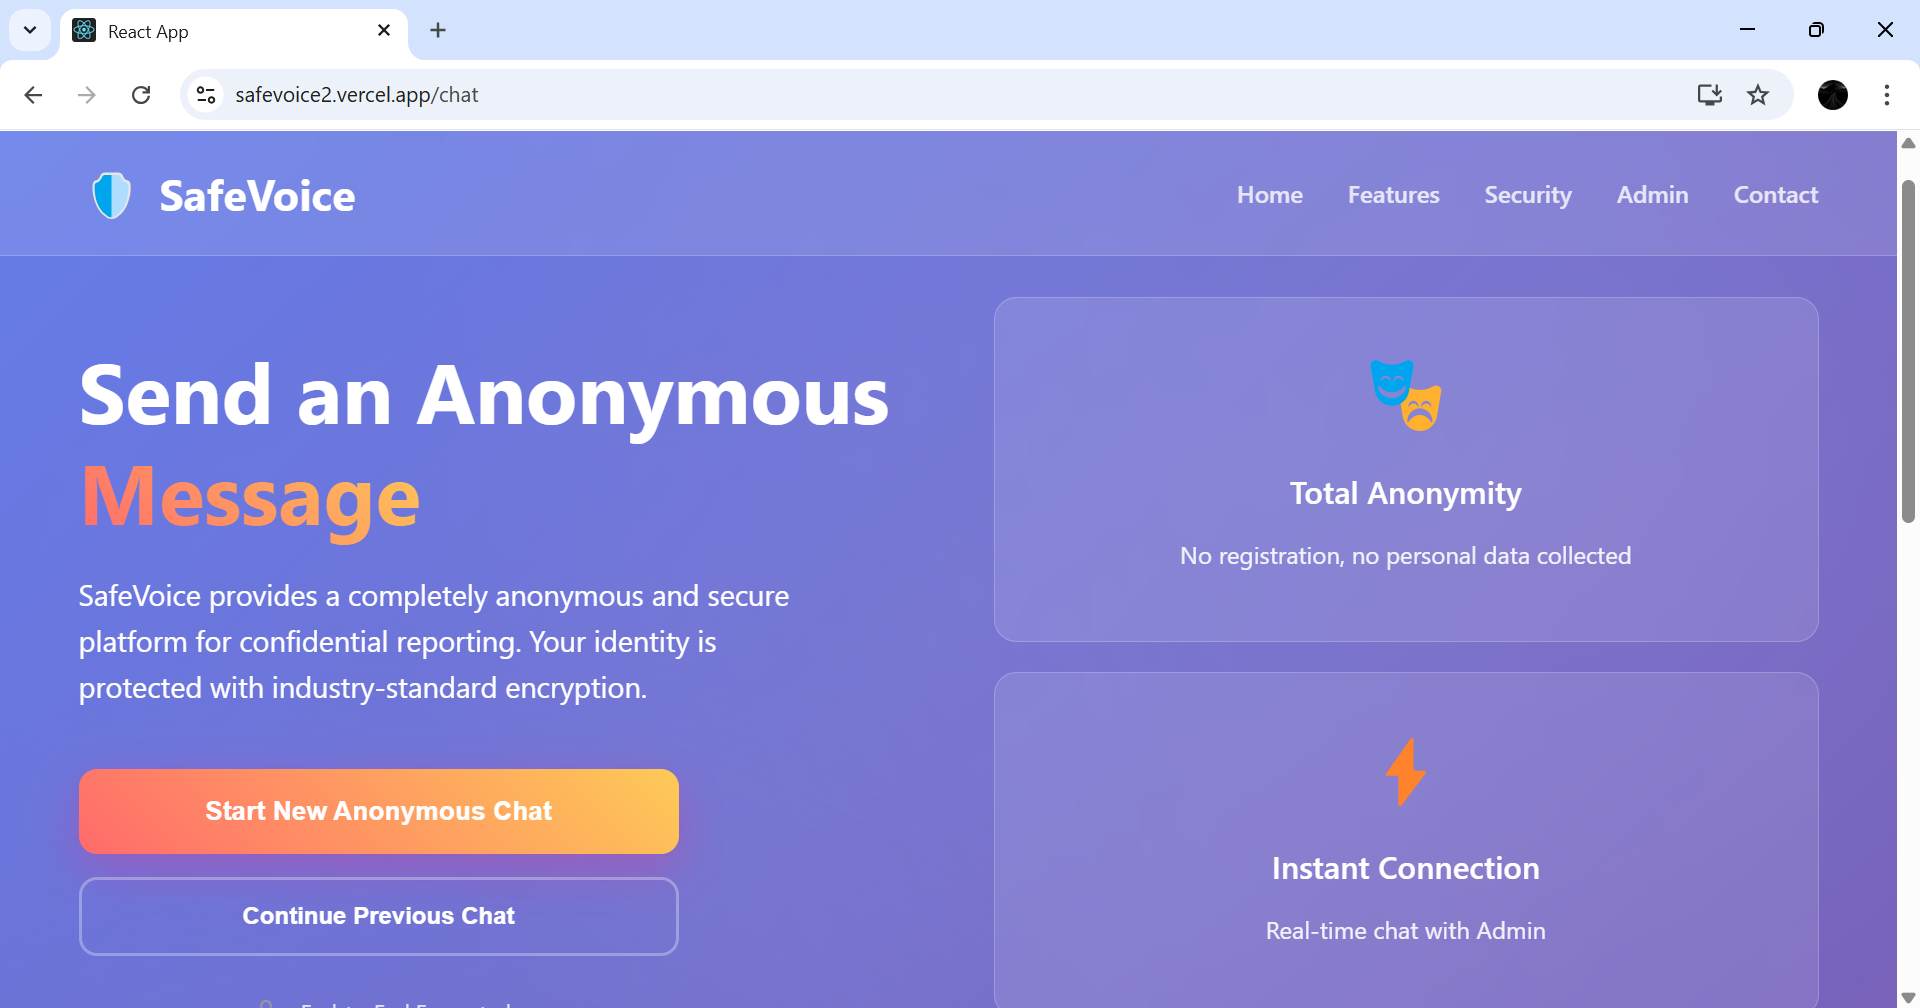 React App
safevoice2.vercel.app/chat
SafeVoice
Home Features Security Admin Contact
Send an Anonymous
Message
SafeVoice provides a completely anonymous and secure
platform for confidential reporting. Your identity is
protected with industry-standard encryption.
Start New Anonymous Chat
Continue Previous Chat
Total Anonymity
No registration, no personal data collected
Instant Connection
Real-time chat with Admin